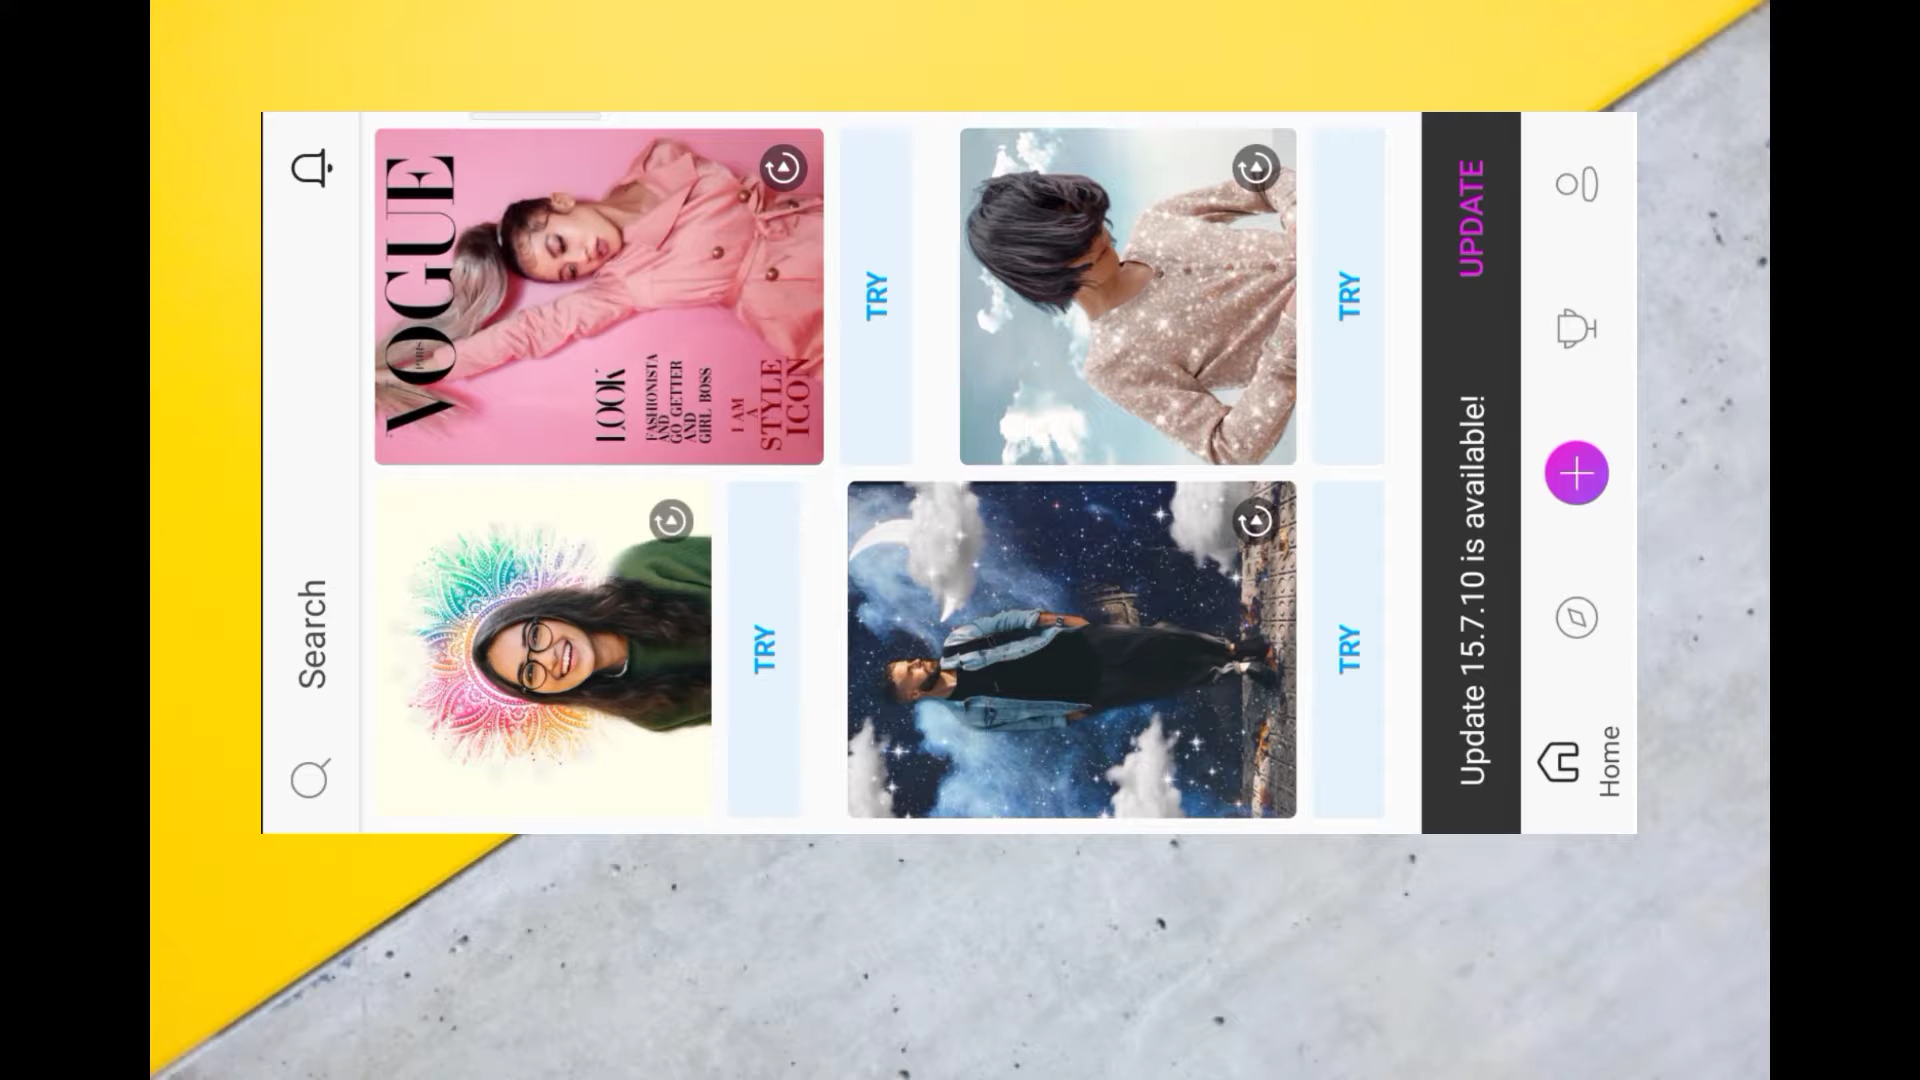 Search
VOGUE
PARIS
LOOK
FASHIONISTA
AND
GO GETTER
AND
GIRL BOSS
I AM
A
STYLE
ICON
TRY
TRY
TRY
TRY
Update 15.7.10 is available!
UPDATE
Home